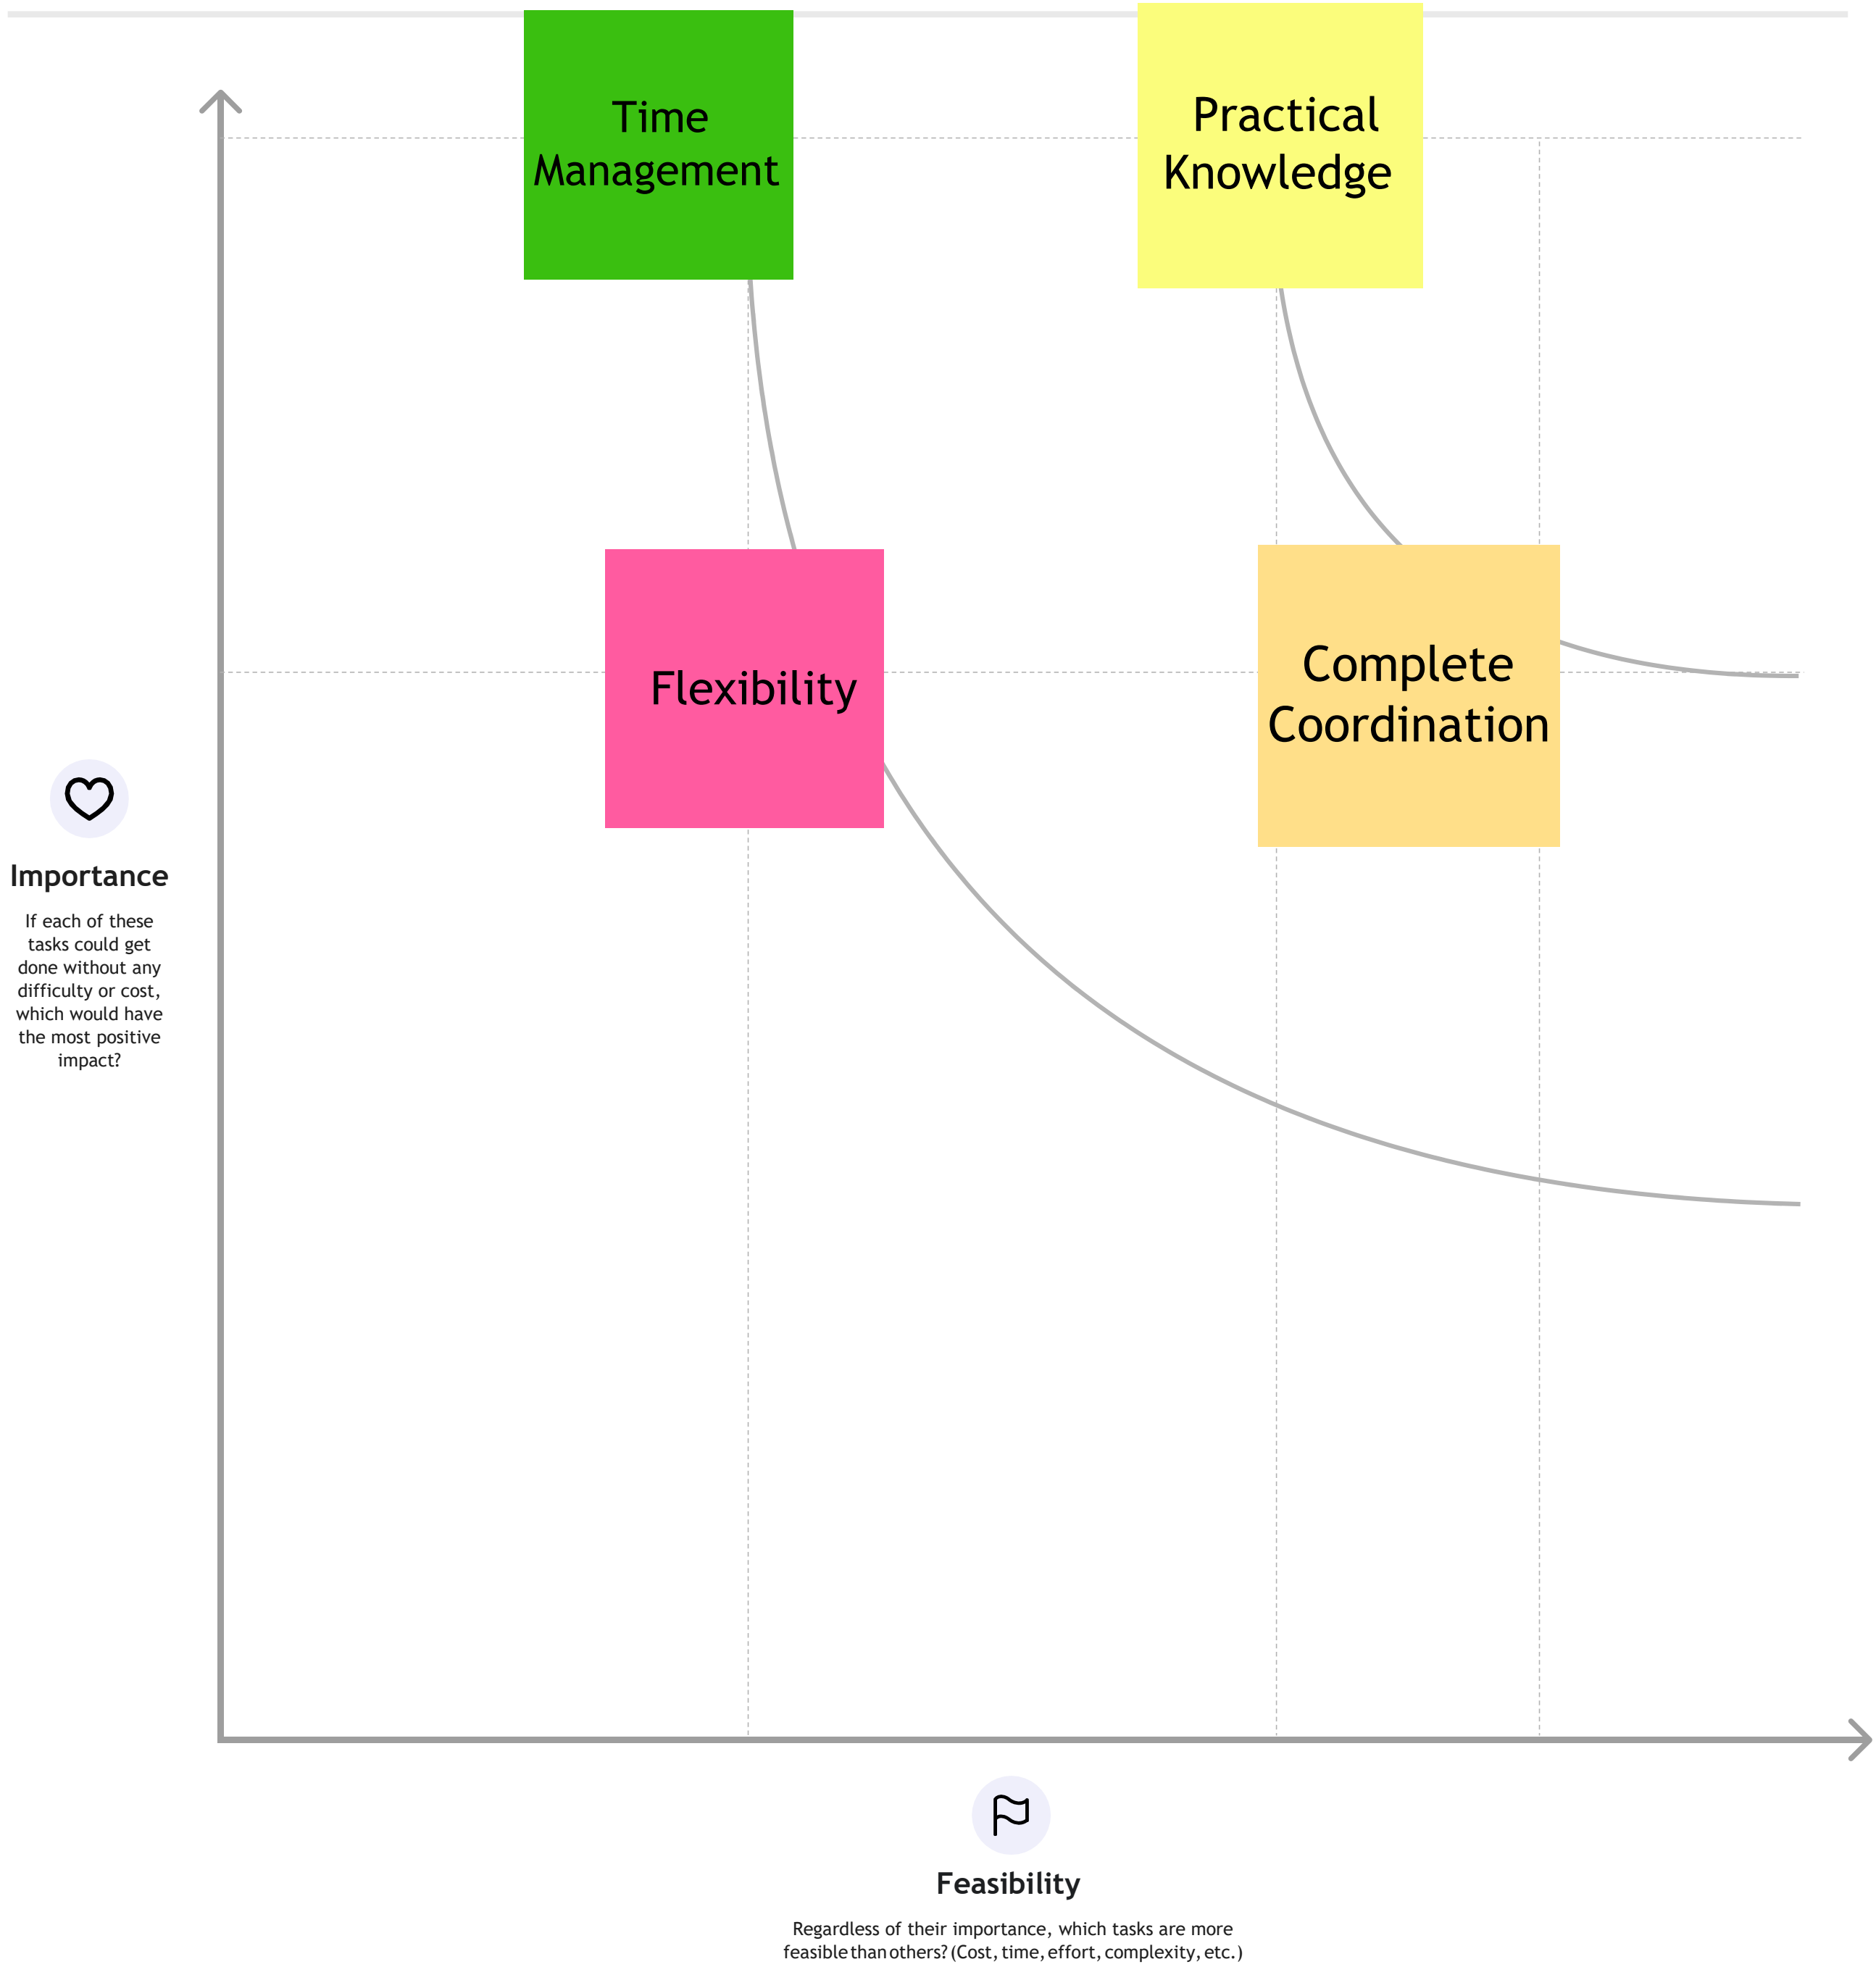 Time
Management
Practical
Knowledge
Flexibility
Complete
Coordination
Importance
If each of these
tasks could get
done without any
difficulty or cost,
which would have
the most positive
impact?
Feasibility
Regardless of their importance, which tasks are more
feasible than others? (Cost, time, effort, complexity, etc.)